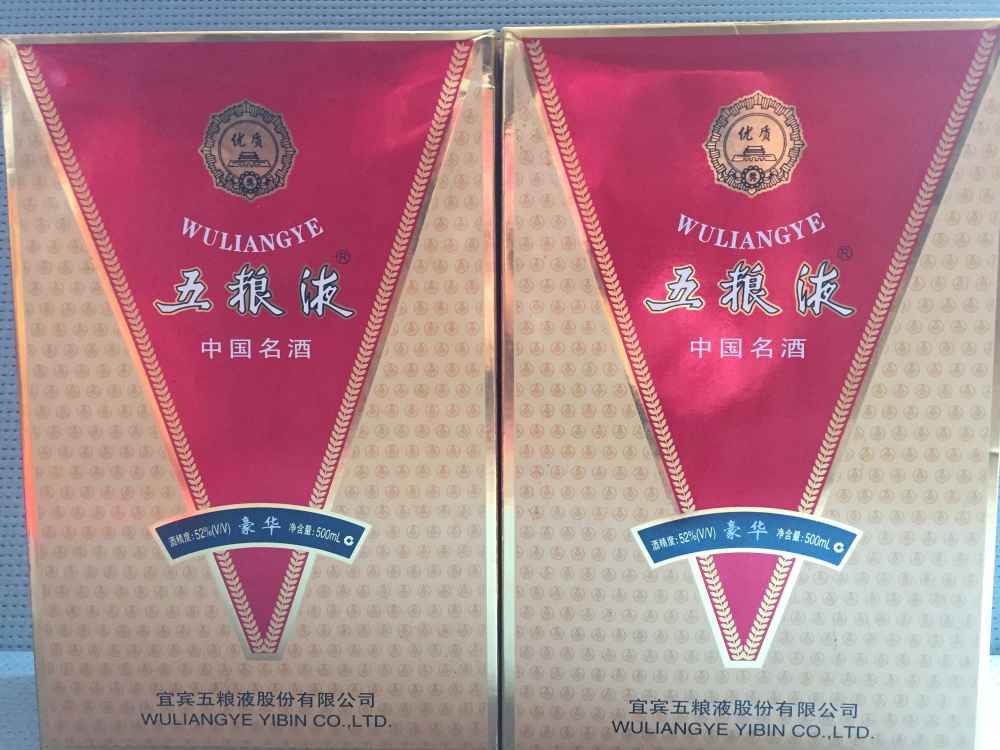 优质
WULIANGYE
五粮液®
中国名酒
酒精度:52%(V/V) 豪华 净含量:500mL
宜宾五粮液股份有限公司
WULIANGYE YIBIN CO.,LTD.
优质
WULIANGYE
五粮液®
中国名酒
酒精度:52%(V/V) 豪华 净含量:500mL
宜宾五粮液股份有限公司
WULIANGYE YIBIN CO.,LTD.